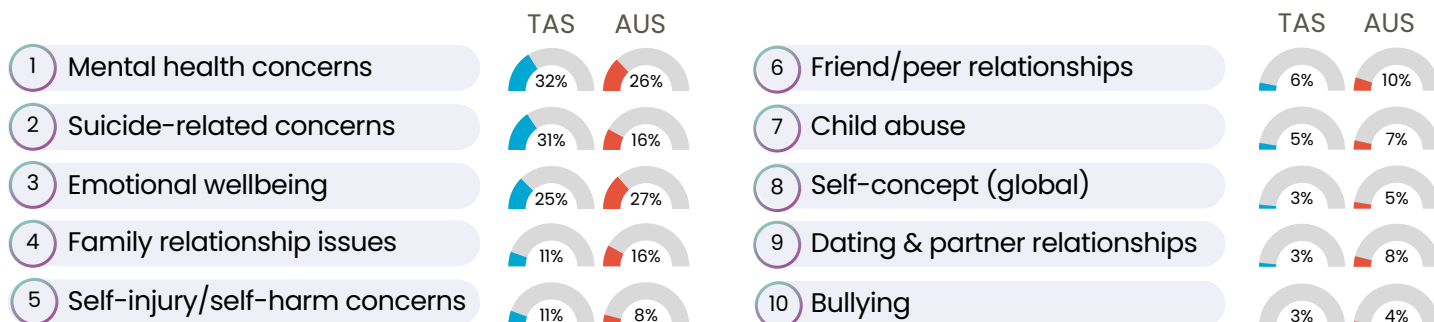 TAS AUS
1 Mental health concerns 32% 26%
2 Suicide-related concerns 31% 16%
3 Emotional wellbeing 25% 27%
4 Family relationship issues 11% 16%
5 Self-injury/self-harm concerns 11% 8%
TAS AUS
6 Friend/peer relationships 6% 10%
7 Child abuse 5% 7%
8 Self-concept (global) 3% 5%
9 Dating & partner relationships 3% 8%
10 Bullying 3% 4%